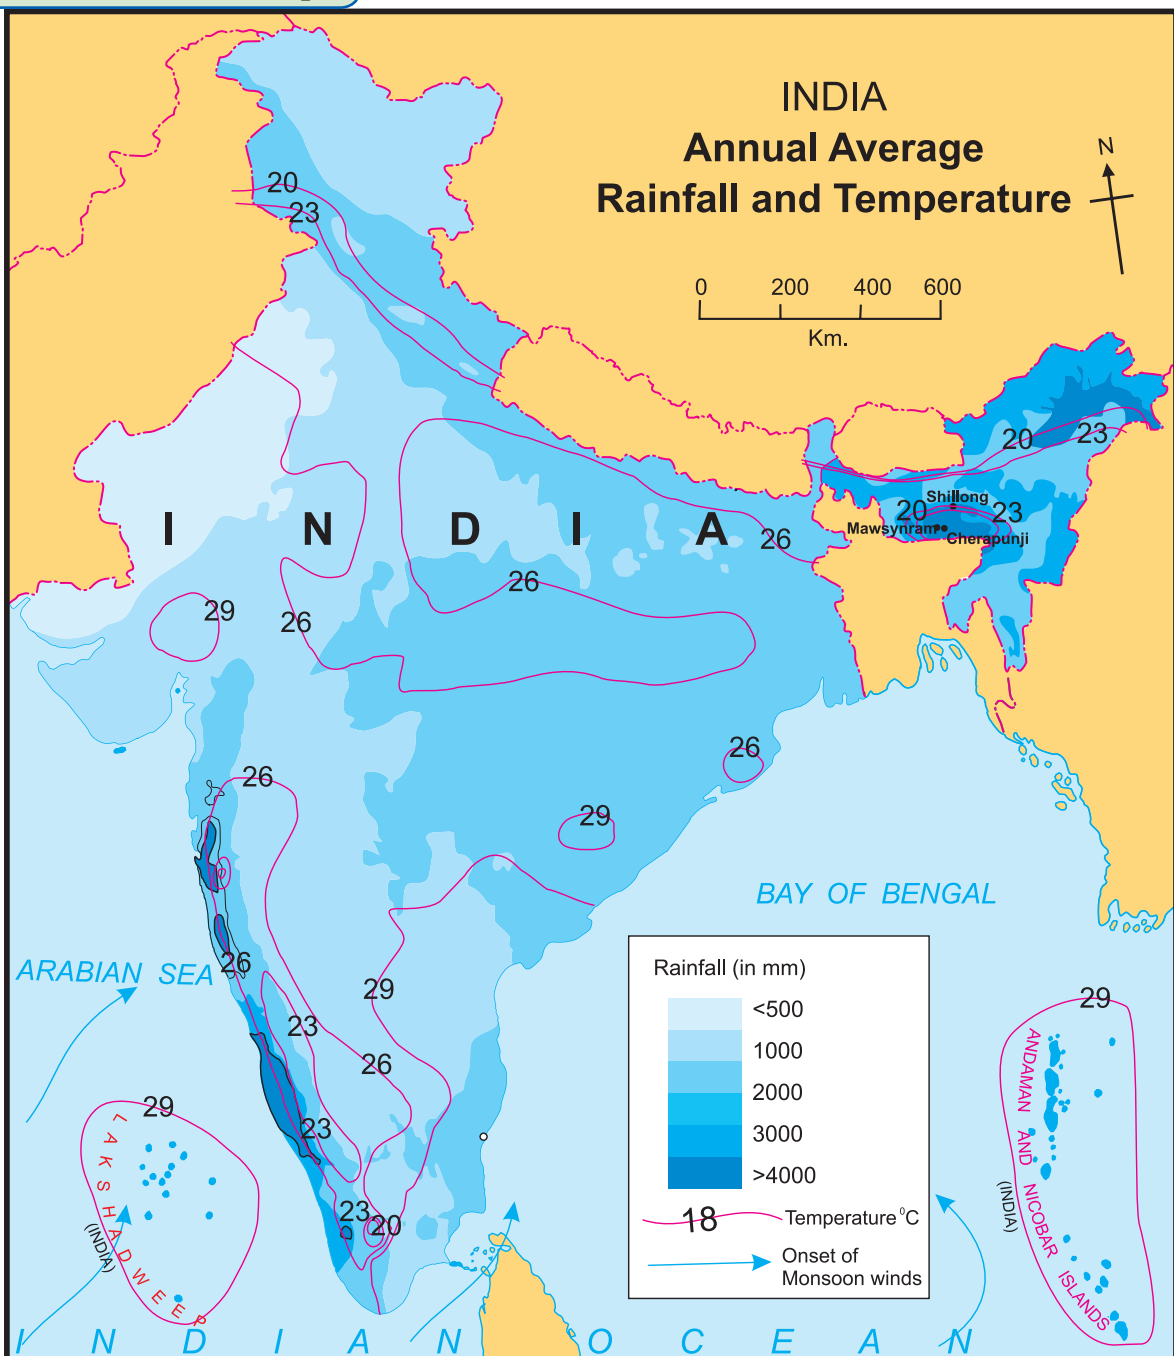 INDIA
Annual Average
Rainfall and Temperature
N
0 200 400 600
Km.
20
23
20
23
Shillong
20
23
Mawsynram
Cherapunji
I N D I A
26
26
29
26
26
26
29
BAY OF BENGAL
ARABIAN SEA
26
29
23
26
29
LAKSHADWEEP
(INDIA)
23
23
20
29
ANDAMAN AND NICOBAR ISLANDS
(INDIA)
Rainfall (in mm)
<500
1000
2000
3000
>4000
18 Temperature ⁰C
Onset of
Monsoon winds
I N D I A N O C E A N